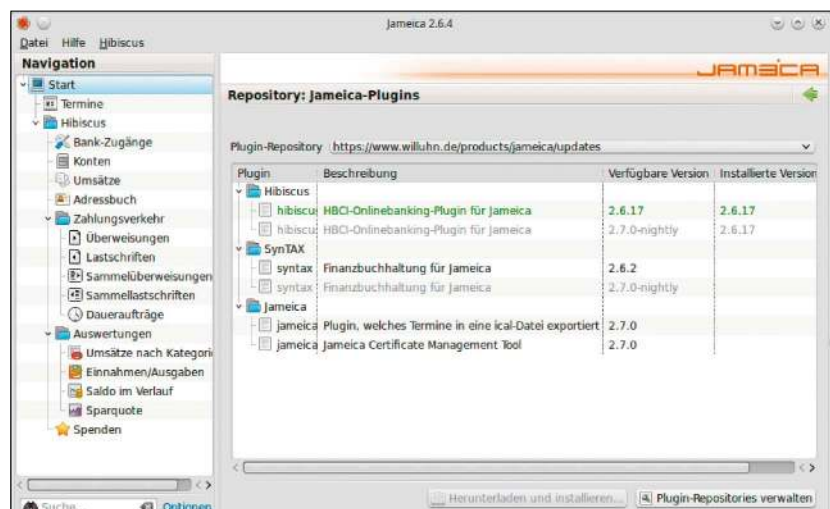 Jameica 2.6.4
Datei Hilfe Hibiscus
Navigation
Start
Termine
Hibiscus
Bank-Zugänge
Konten
Umsätze
Adressbuch
Zahlungsverkehr
Überweisungen
Lastschriften
Sammelüberweisungen
Sammellastschriften
Daueraufträge
Auswertungen
Umsätze nach Kategori
Einnahmen/Ausgaben
Saldo im Verlauf
Sparquote
Spenden
Suche... Optionen
JAMEICA
Repository: Jameica-Plugins
Plugin-Repository https://www.willuhn.de/products/jameica/updates
Plugin Beschreibung Verfügbare Version Installierte Version
Hibiscus
hibiscu HBCI-Onlinebanking-Plugin für Jameica 2.6.17 2.6.17
hibiscu HBCI-Onlinebanking-Plugin für Jameica 2.7.0-nightly 2.6.17
SynTAX
syntax Finanzbuchhaltung für Jameica 2.6.2
syntax Finanzbuchhaltung für Jameica 2.7.0-nightly
Jameica
jameica Plugin, welches Termine in eine ical-Datei exportiert 2.7.0
jameica Jameica Certificate Management Tool 2.7.0
Herunterladen und installieren... Plugin-Repositories verwalten